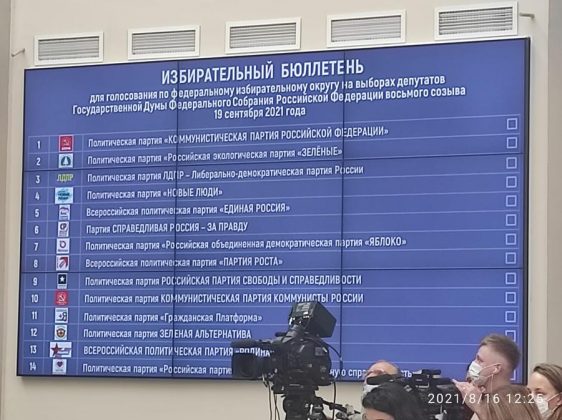 ИЗБИРАТЕЛЬНЫЙ БЮЛЛЕТЕНЬ
для голосования по федеральному избирательному округу на выборах депутатов
Государственной Думы Федерального Собрания Российской Федерации восьмого созыва
19 сентября 2021 года
1 Политическая партия «КОММУНИСТИЧЕСКАЯ ПАРТИЯ РОССИЙСКОЙ ФЕДЕРАЦИИ»
2 Политическая партия «Российская экологическая партия «ЗЕЛЁНЫЕ»
3 ЛДПР Политическая партия ЛДПР – Либерально-демократическая партия России
4 Политическая партия «НОВЫЕ ЛЮДИ»
5 Всероссийская политическая партия «ЕДИНАЯ РОССИЯ»
6 Партия СПРАВЕДЛИВАЯ РОССИЯ – ЗА ПРАВДУ
7 Политическая партия «Российская объединенная демократическая партия «ЯБЛОКО»
8 Всероссийская политическая партия «ПАРТИЯ РОСТА»
9 Политическая партия РОССИЙСКАЯ ПАРТИЯ СВОБОДЫ И СПРАВЕДЛИВОСТИ
10 Политическая партия КОММУНИСТИЧЕСКАЯ ПАРТИЯ КОММУНИСТЫ РОССИИ
11 Политическая партия «Гражданская Платформа»
12 Политическая партия ЗЕЛЕНАЯ АЛЬТЕРНАТИВА
13 ВСЕРОССИЙСКАЯ ПОЛИТИЧЕСКАЯ ПАРТИЯ «РОДИНА»
14 Политическая партия «Российская
2021/8/16 12:25